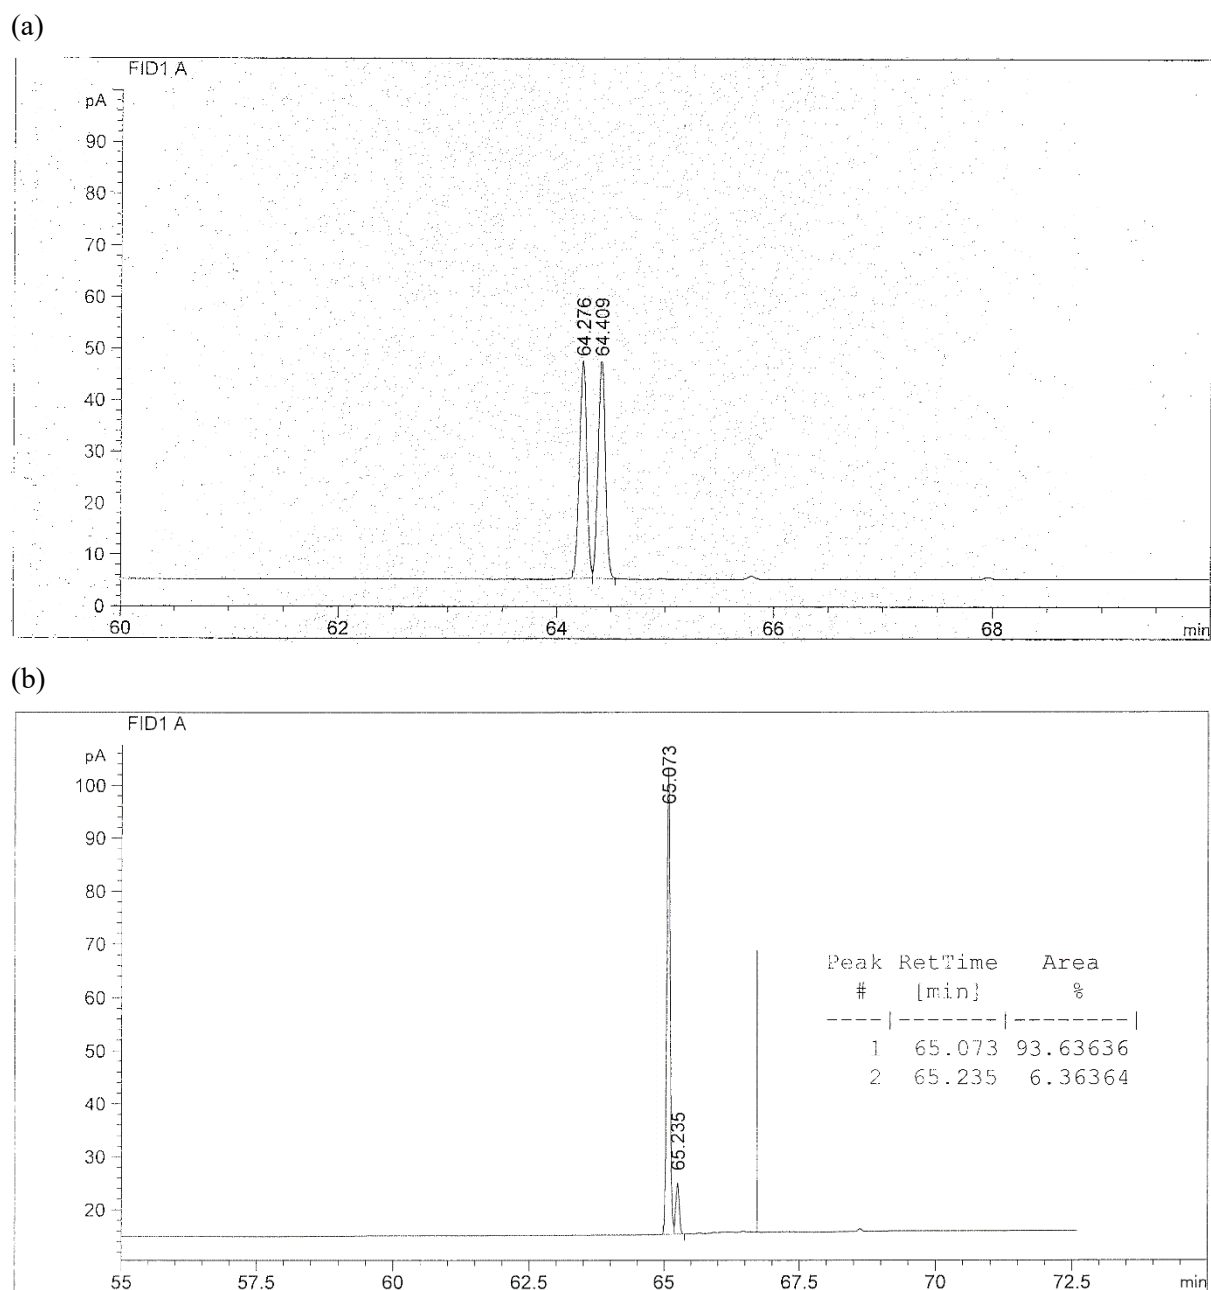 (a)
FID1 A
pA
90
80
70
60
50
40
30
20
10
0
64.276
64.409
60 62 64 66 68 min
(b)
FID1 A
pA
100
90
80
70
60
50
40
30
20
65.073
65.235
Peak RetTime Area
# [min] %
----|-------|--------|
1 65.073 93.63636
2 65.235 6.36364
55 57.5 60 62.5 65 67.5 70 72.5 min